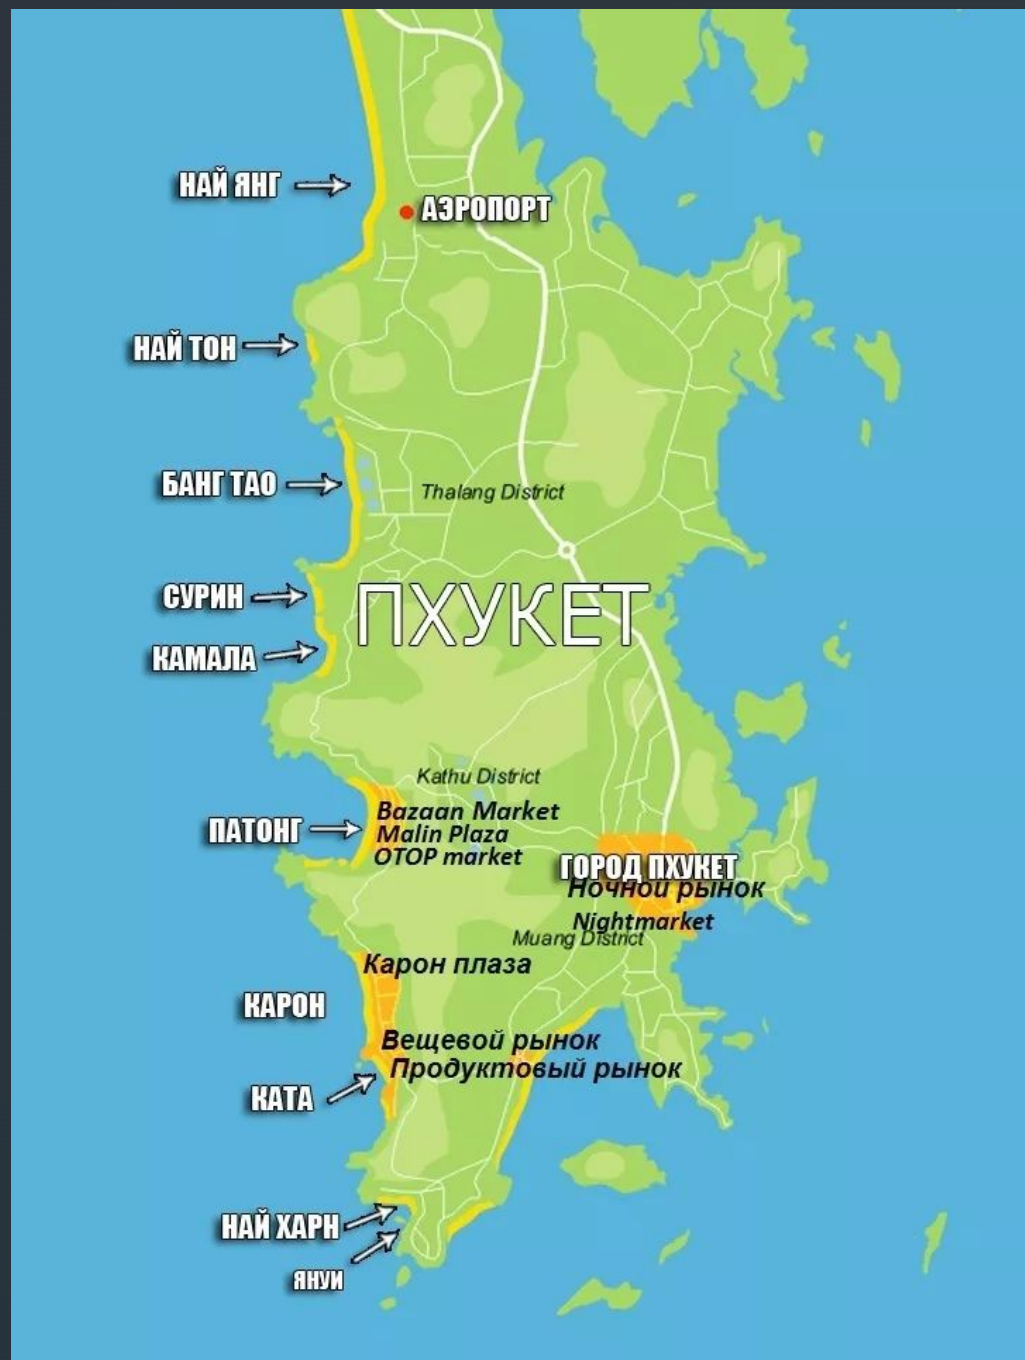 НАЙ ЯНГ
АЭРОПОРТ
НАЙ ТОН
БАНГ ТАО
Thalang District
СУРИН
ПХУКЕТ
КАМАЛА
Kathu District
Bazaan Market
ПАТОНГ
Malin Plaza
OTOP market
ГОРОД ПХУКЕТ
Ночной рынок
Nightmarket
Muang District
Карон плаза
КАРОН
Вещевой рынок
Продуктовый рынок
КАТА
НАЙ ХАРН
ЯНУИ